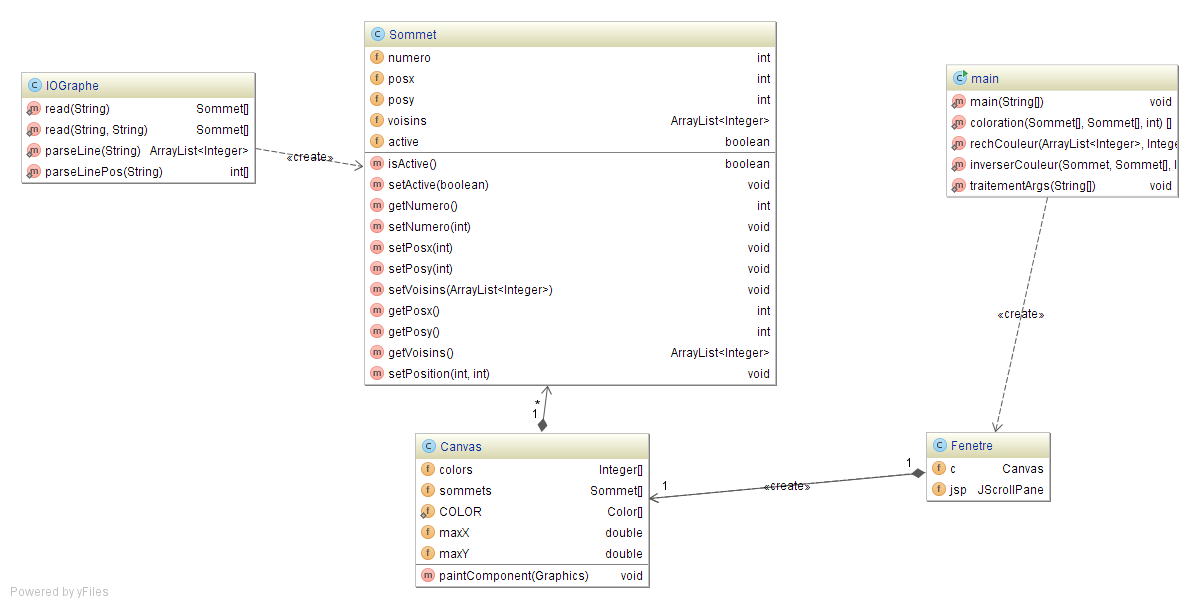 C IOGraphe
m read(String) Sommet[]
m read(String, String) Sommet[]
m parseLine(String) ArrayList<Integer>
m parseLinePos(String) int[]
«create»
C Sommet
f numero int
f posx int
f posy int
f voisins ArrayList<Integer>
f active boolean
m isActive() boolean
m setActive(boolean) void
m getNumero() int
m setNumero(int) void
m setPosx(int) void
m setPosy(int) void
m setVoisins(ArrayList<Integer>) void
m getPosx() int
m getPosy() int
m getVoisins() ArrayList<Integer>
m setPosition(int, int) void
C main
m main(String[]) void
m coloration(Sommet[], Sommet[], int) []
m rechCouleur(ArrayList<Integer>, Intege
m inverserCouleur(Sommet, Sommet[], I
m traitementArgs(String[]) void
«create»
*
1
C Canvas
f colors Integer[]
f sommets Sommet[]
f COLOR Color[]
f maxX double
f maxY double
m paintComponent(Graphics) void
1
«create»
1
C Fenetre
f c Canvas
f jsp JScrollPane
Powered by yFiles